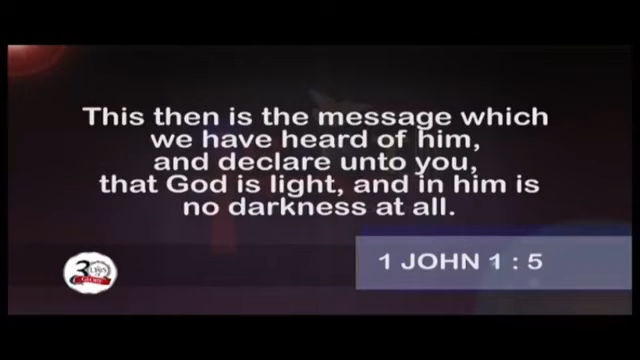 This then is the message which
we have heard of him,
and declare unto you,
that God is light, and in him is
no darkness at all.
1 JOHN 1 : 5
3